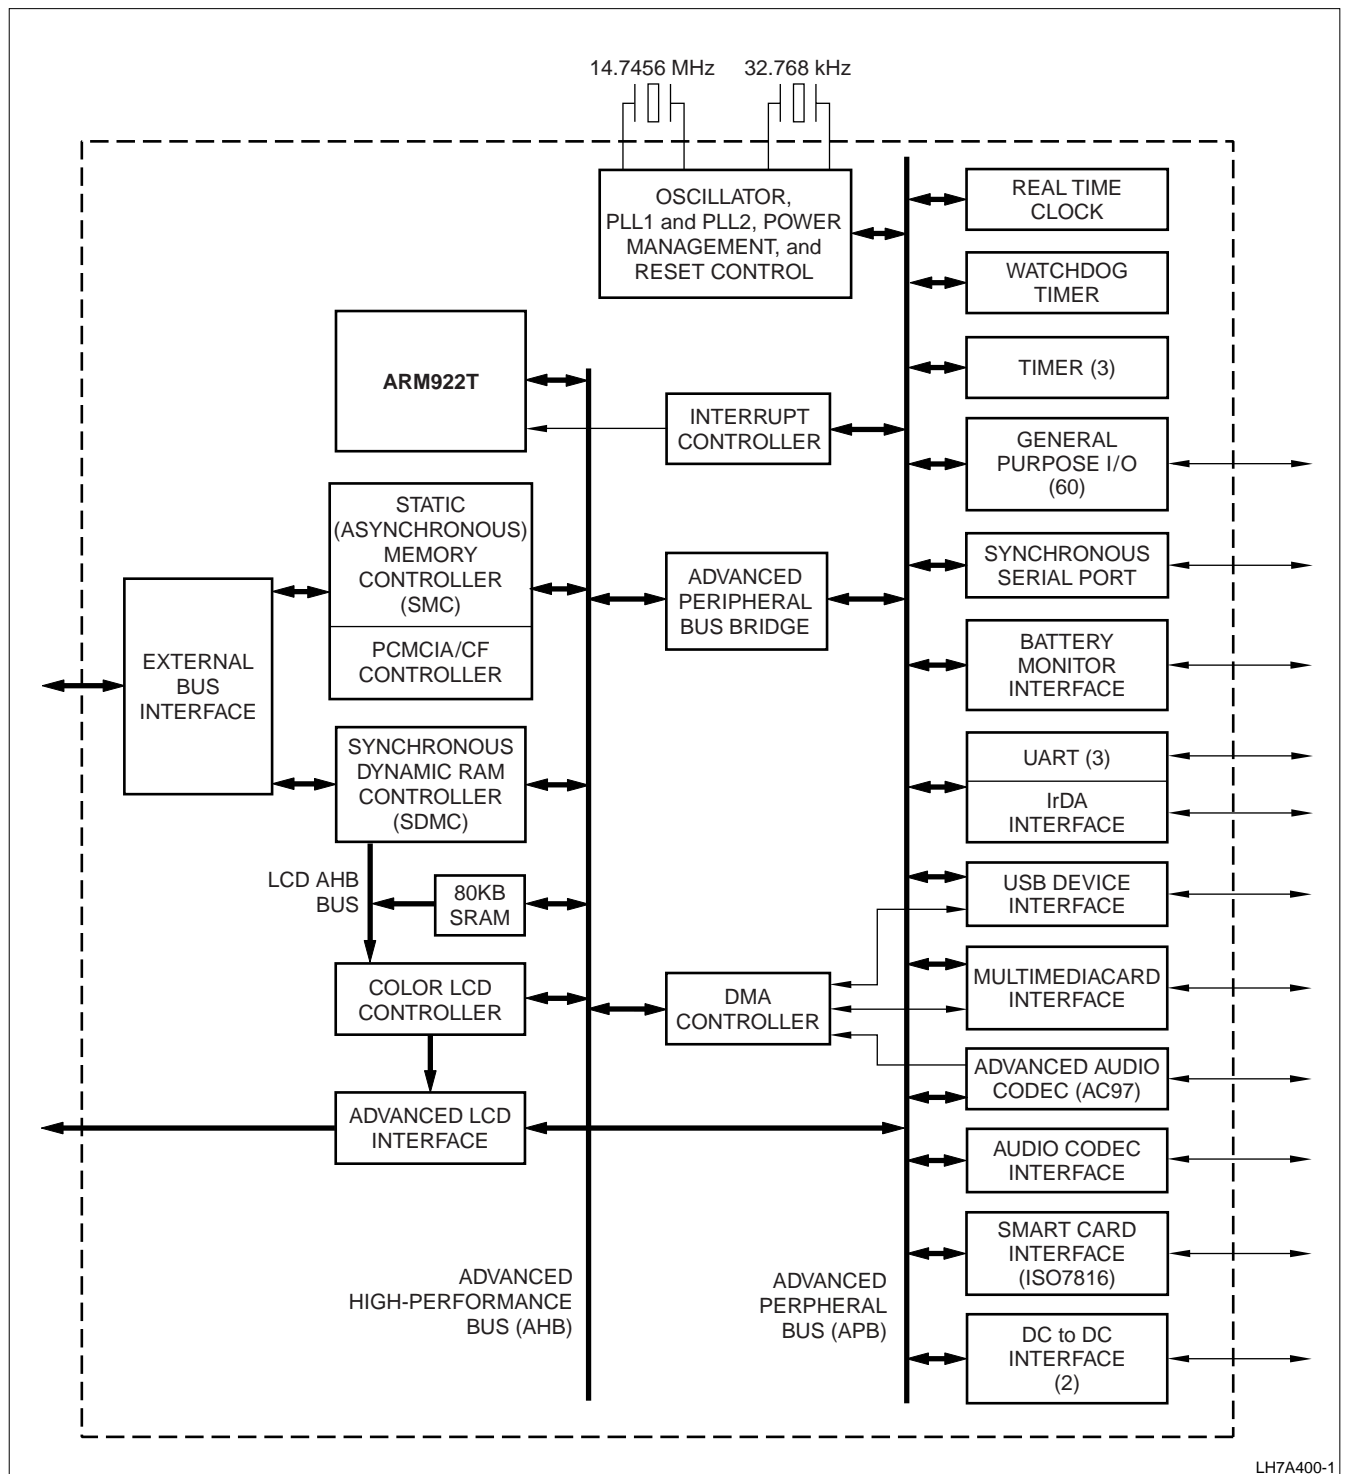 14.7456 MHz
32.768 kHz
OSCILLATOR,
PLL1 and PLL2, POWER
MANAGEMENT, and
RESET CONTROL
REAL TIME
CLOCK
WATCHDOG
TIMER
ARM922T
TIMER (3)
INTERRUPT
CONTROLLER
GENERAL
PURPOSE I/O
(60)
STATIC
(ASYNCHRONOUS)
MEMORY
CONTROLLER
(SMC)
PCMCIA/CF
CONTROLLER
ADVANCED
PERIPHERAL
BUS BRIDGE
SYNCHRONOUS
SERIAL PORT
EXTERNAL
BUS
INTERFACE
BATTERY
MONITOR
INTERFACE
SYNCHRONOUS
DYNAMIC RAM
CONTROLLER
(SDMC)
UART (3)
IrDA
INTERFACE
LCD AHB
BUS
80KB
SRAM
USB DEVICE
INTERFACE
COLOR LCD
CONTROLLER
DMA
CONTROLLER
MULTIMEDIACARD
INTERFACE
ADVANCED AUDIO
CODEC (AC97)
ADVANCED LCD
INTERFACE
AUDIO CODEC
INTERFACE
SMART CARD
INTERFACE
(ISO7816)
ADVANCED
HIGH-PERFORMANCE
BUS (AHB)
ADVANCED
PERPHERAL
BUS (APB)
DC to DC
INTERFACE
(2)
LH7A400-1